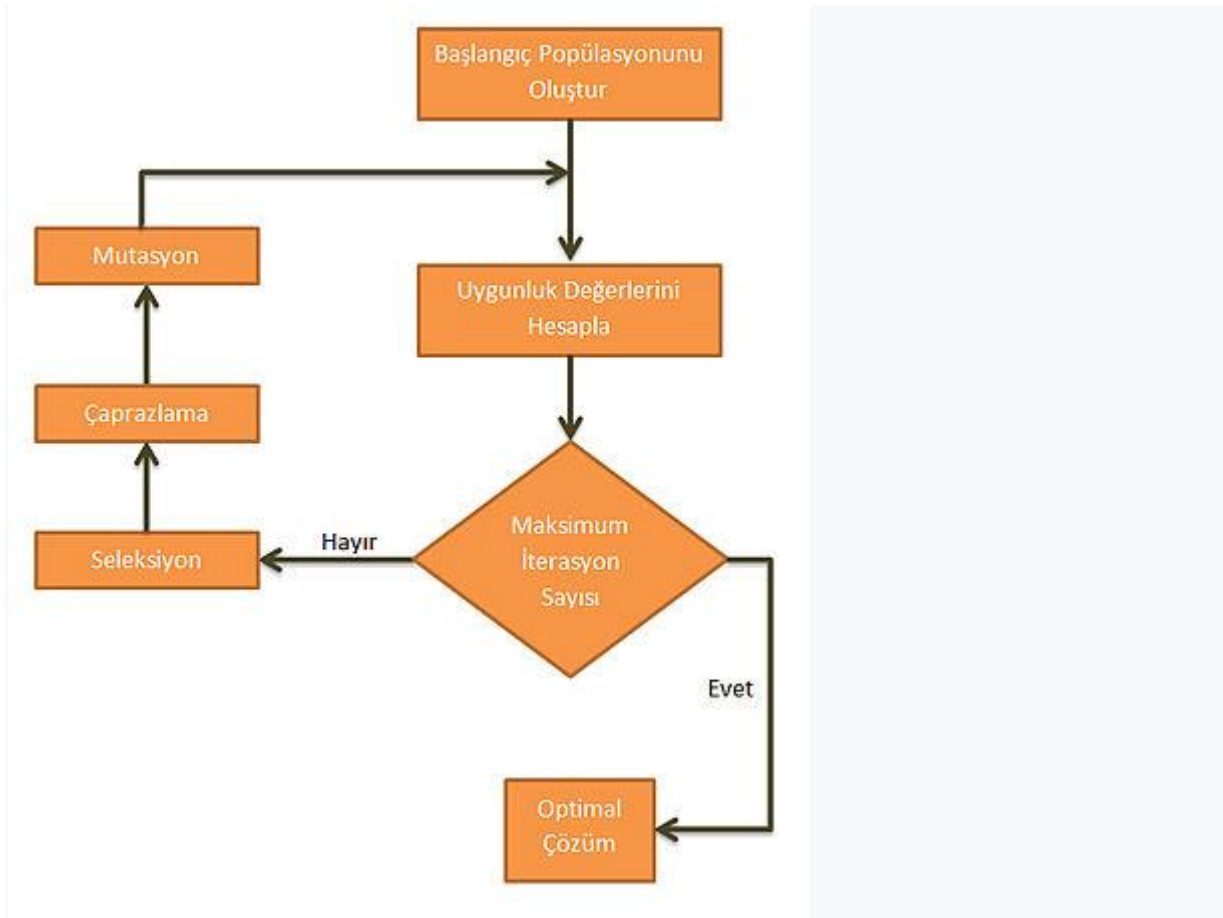 Başlangıç Popülasyonunu
Oluştur
Mutasyon
Uygunluk Değerlerini
Hesapla
Çaprazlama
Maksimum
İterasyon
Sayısı
Hayır
Seleksiyon
Evet
Optimal
Çözüm